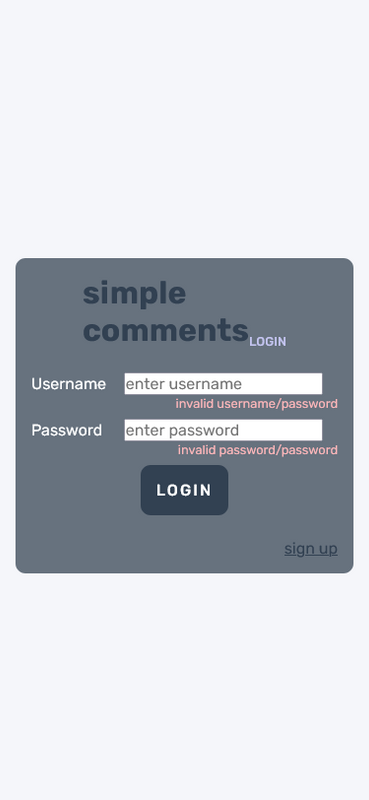 simple
comments LOGIN
Username enter username
invalid username/password
Password enter password
invalid password/password
LOGIN
sign up